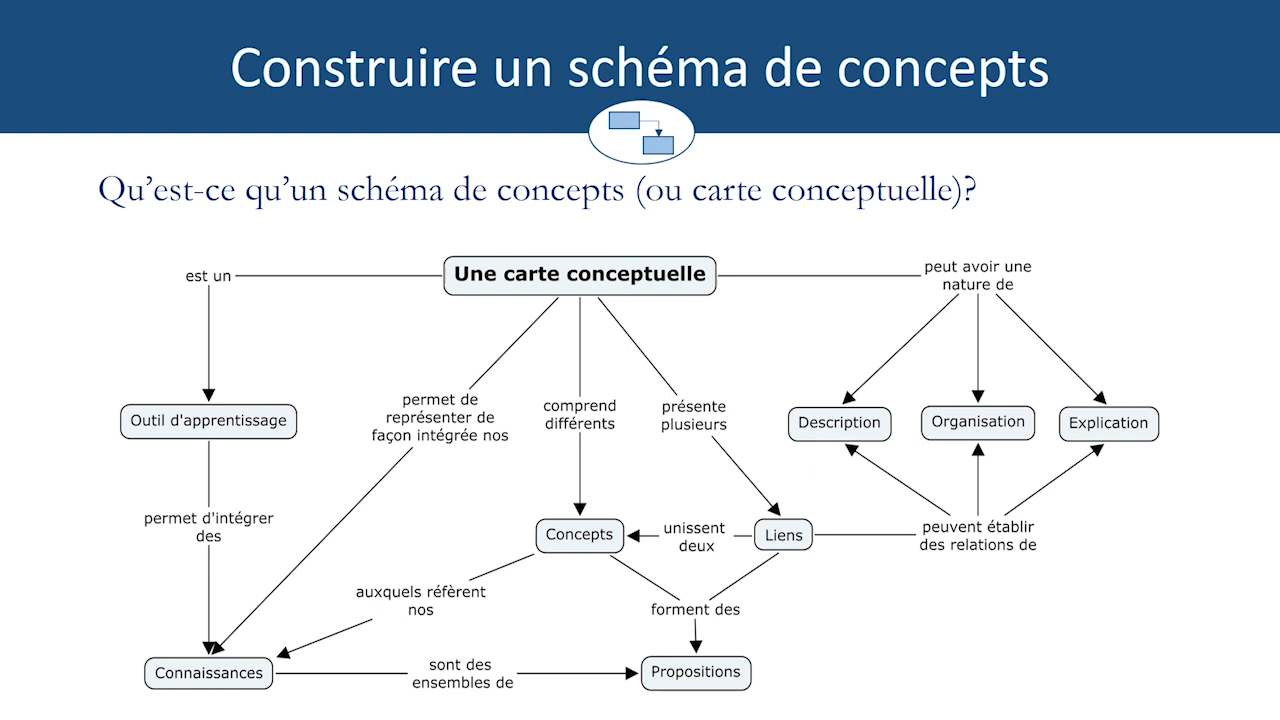 Construire un schéma de concepts
Qu’est-ce qu’un schéma de concepts (ou carte conceptuelle)?
est un
Une carte conceptuelle
peut avoir une
nature de
Outil d'apprentissage
permet de
représenter de
façon intégrée nos
comprend
différents
présente
plusieurs
Description
Organisation
Explication
permet d'intégrer
des
Concepts
unissent
deux
Liens
peuvent établir
des relations de
auxquels réfèrent
nos
forment des
Connaissances
sont des
ensembles de
Propositions